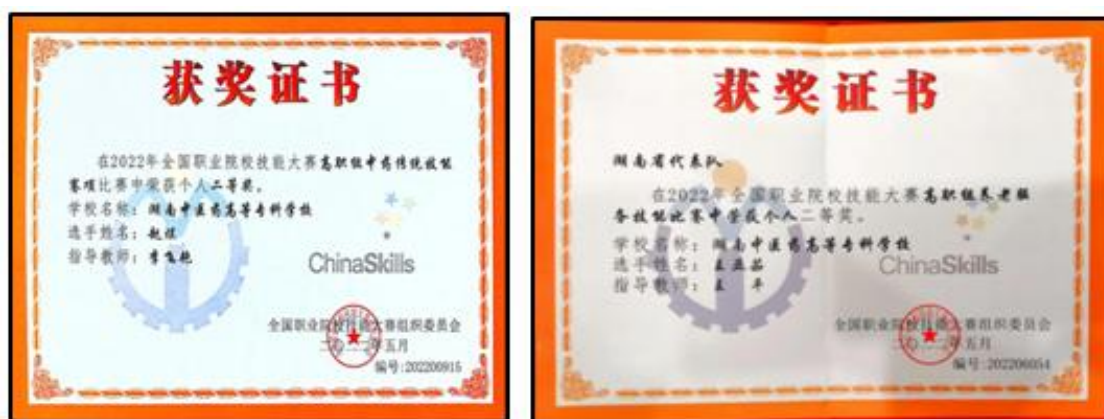 获奖证书
在2022年全国职业院校技能大赛高职组中药传统技能
赛项比赛中荣获个人二等奖。
学校名称：湖南中医药高等专科学校
选手姓名：赵祺
指导教师：李飞艳
ChinaSkills
全国职业院校技能大赛组织委员会
二〇二二年五月
编号:202200915
获奖证书
湖南省代表队
在2022年全国职业院校技能大赛高职组养老服
务技能比赛中荣获个人二等奖。
学校名称：湖南中医药高等专科学校
选手姓名：
指导教师：王 平
ChinaSkills
全国职业院校技能大赛组织委员会
二〇二二年五月
编号:202206054